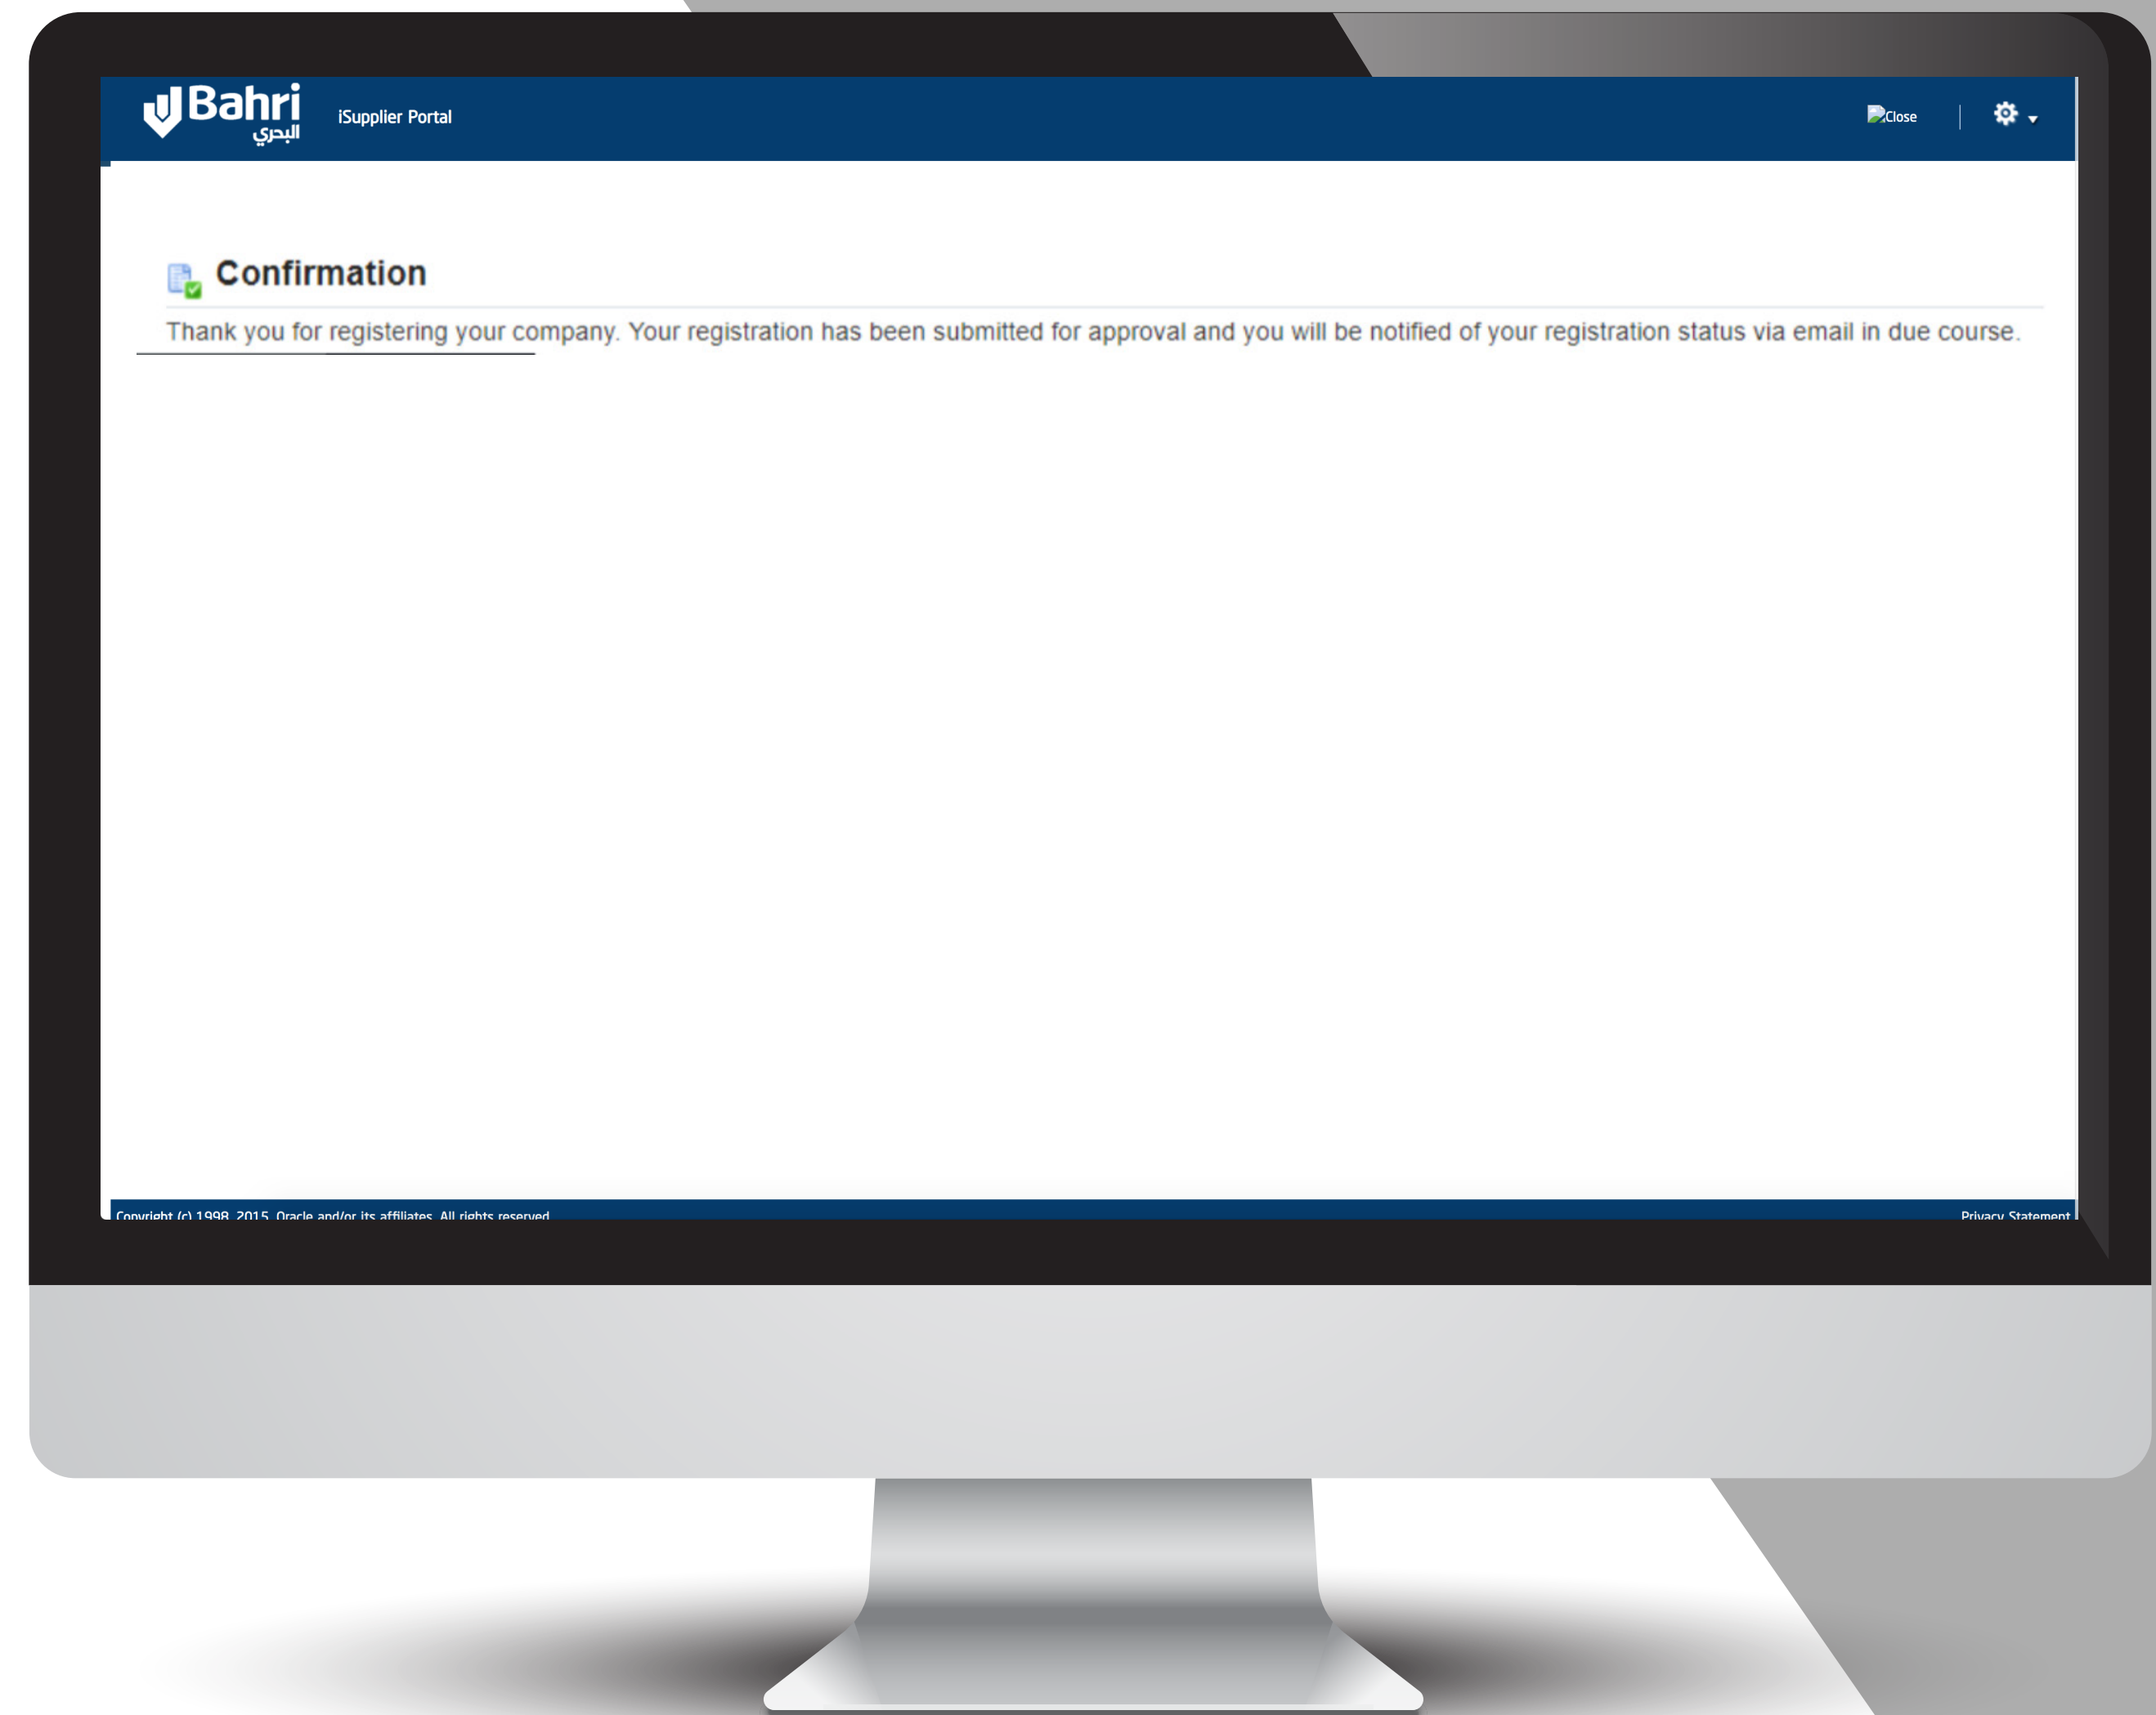 Bahri
البحري
iSupplier Portal
Close
Confirmation
Thank you for registering your company. Your registration has been submitted for approval and you will be notified of your registration status via email in due course.
Copyright (c) 1998, 2015, Oracle and/or its affiliates. All rights reserved
Privacy Statement